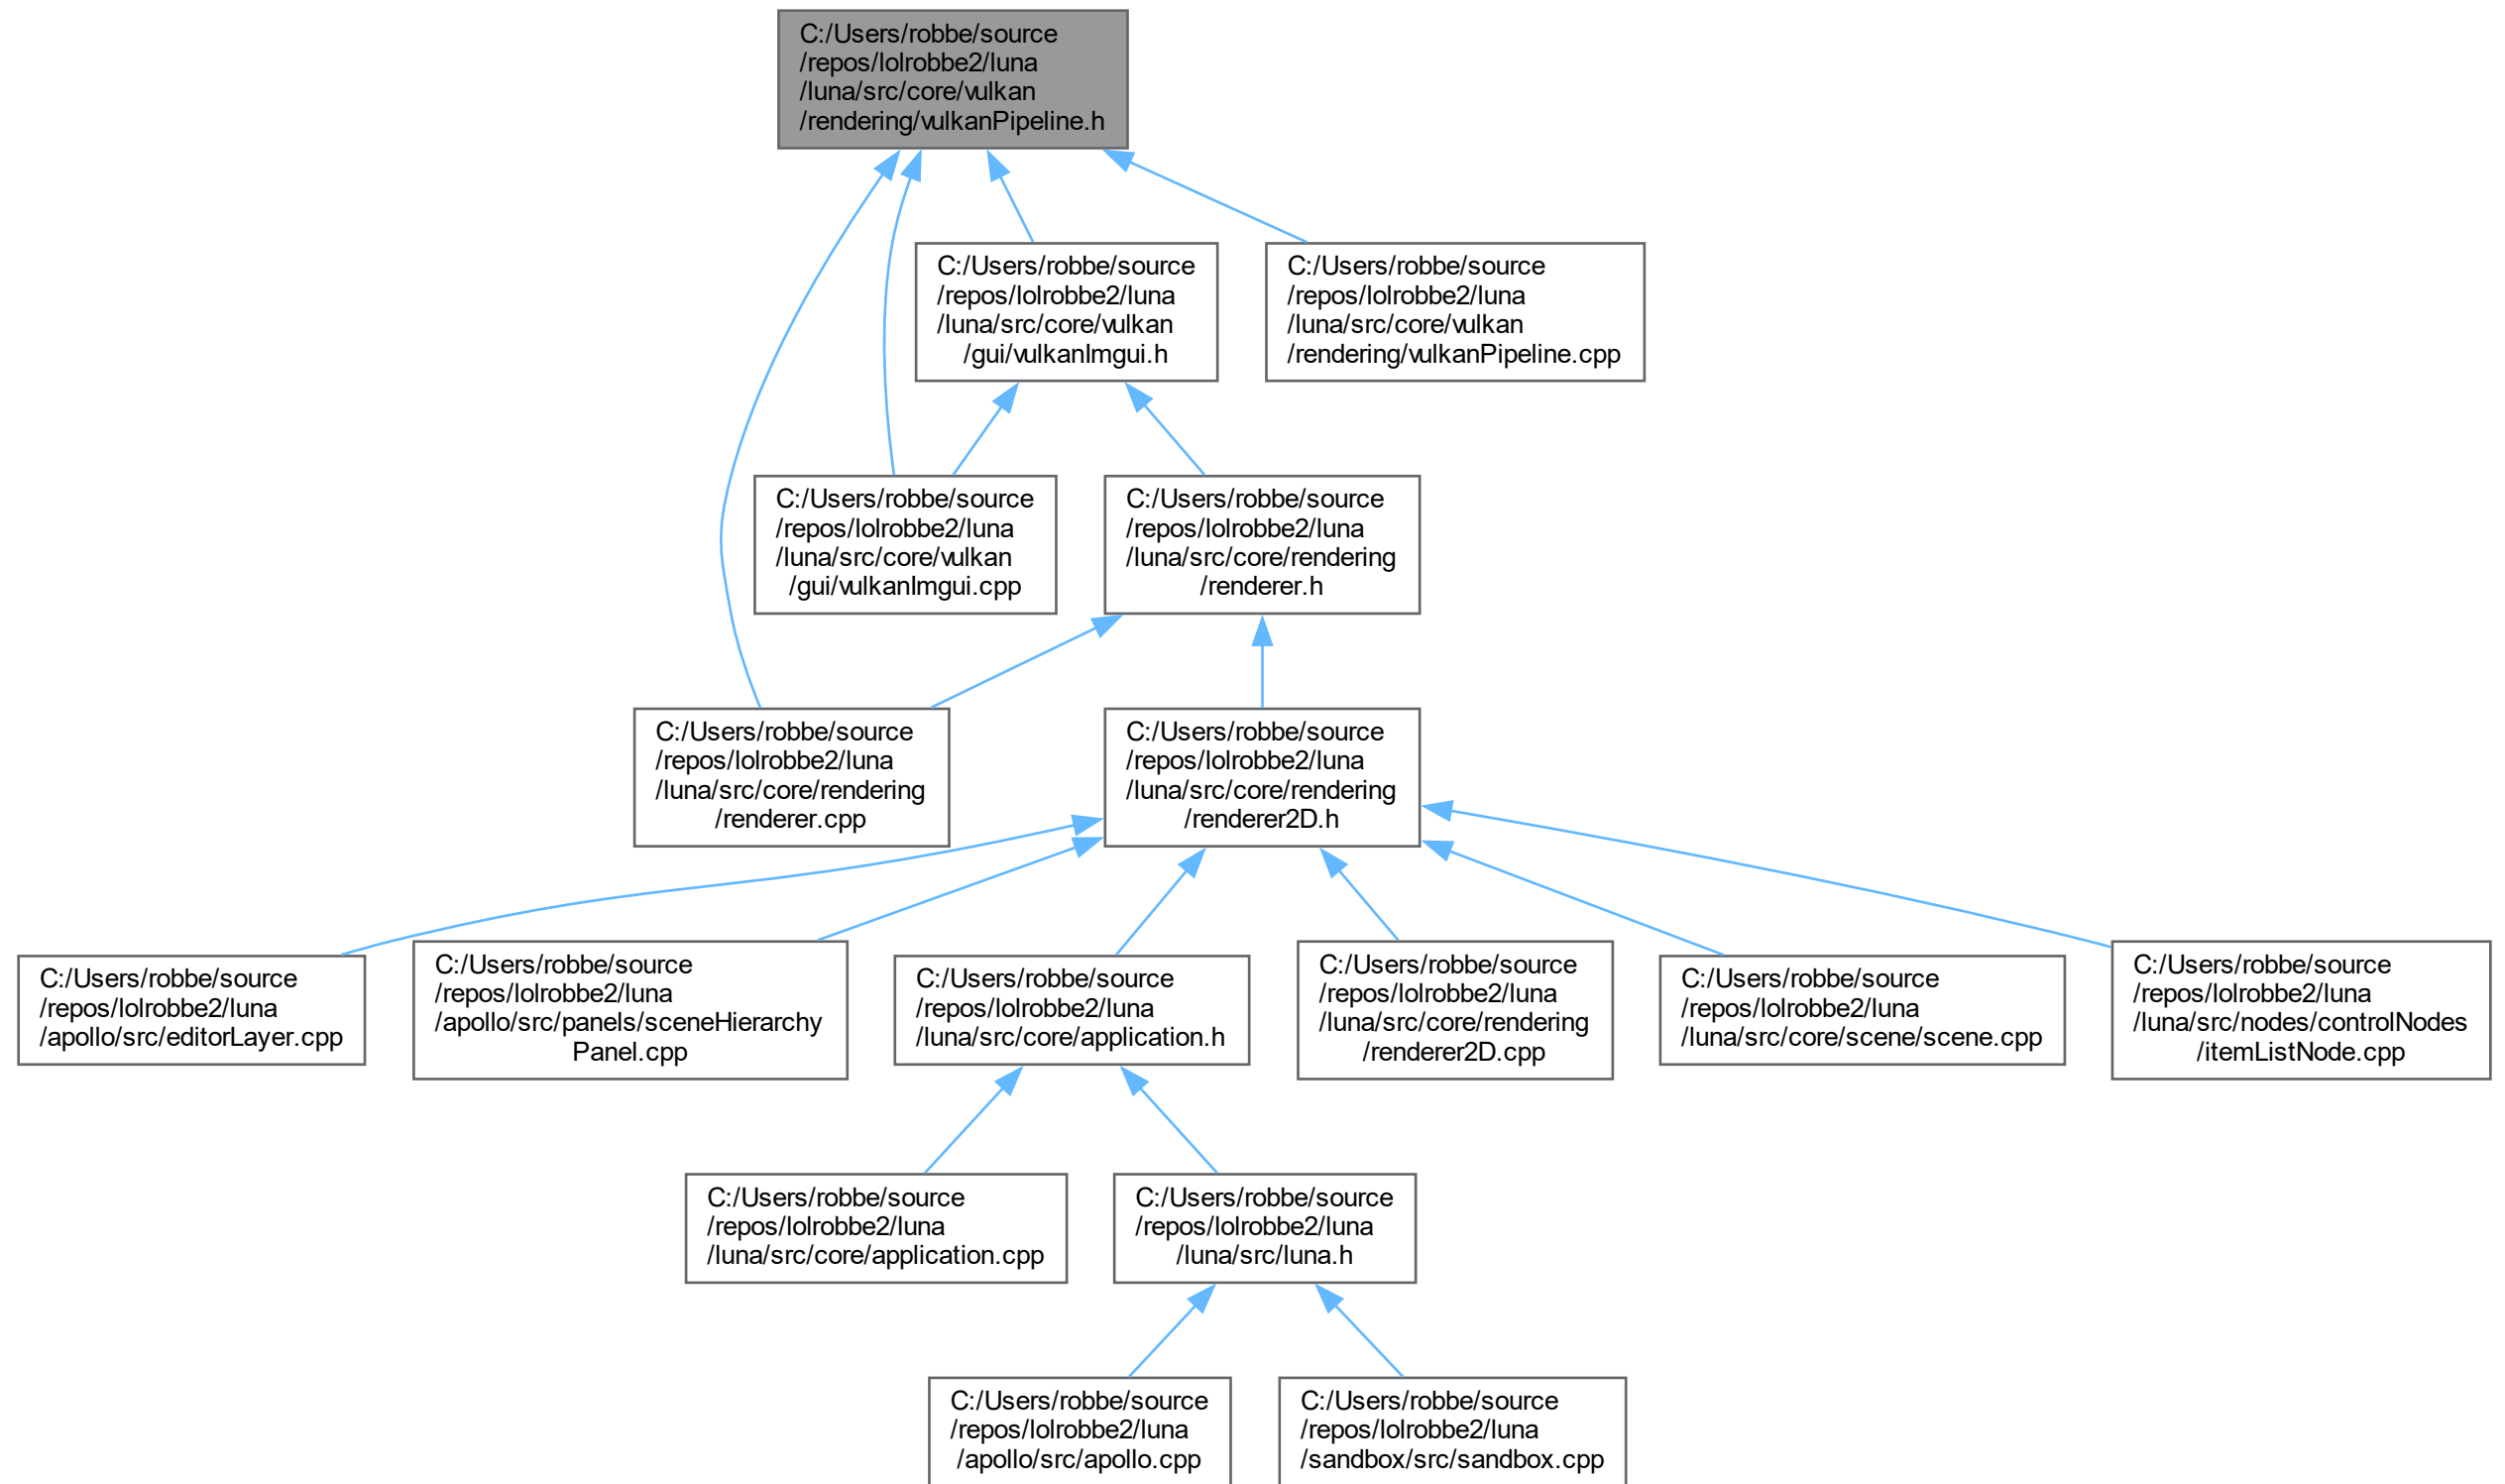 C:/Users/robbe/source
/repos/lolrobbe2/luna
/luna/src/core/vulkan
/rendering/vulkanPipeline.h
C:/Users/robbe/source
/repos/lolrobbe2/luna
/luna/src/core/vulkan
/gui/vulkanImgui.h
C:/Users/robbe/source
/repos/lolrobbe2/luna
/luna/src/core/vulkan
/rendering/vulkanPipeline.cpp
C:/Users/robbe/source
/repos/lolrobbe2/luna
/luna/src/core/vulkan
/gui/vulkanImgui.cpp
C:/Users/robbe/source
/repos/lolrobbe2/luna
/luna/src/core/rendering
/renderer.h
C:/Users/robbe/source
/repos/lolrobbe2/luna
/luna/src/core/rendering
/renderer.cpp
C:/Users/robbe/source
/repos/lolrobbe2/luna
/luna/src/core/rendering
/renderer2D.h
C:/Users/robbe/source
/repos/lolrobbe2/luna
/apollo/src/editorLayer.cpp
C:/Users/robbe/source
/repos/lolrobbe2/luna
/apollo/src/panels/sceneHierarchy
Panel.cpp
C:/Users/robbe/source
/repos/lolrobbe2/luna
/luna/src/core/application.h
C:/Users/robbe/source
/repos/lolrobbe2/luna
/luna/src/core/rendering
/renderer2D.cpp
C:/Users/robbe/source
/repos/lolrobbe2/luna
/luna/src/core/scene/scene.cpp
C:/Users/robbe/source
/repos/lolrobbe2/luna
/luna/src/nodes/controlNodes
/itemListNode.cpp
C:/Users/robbe/source
/repos/lolrobbe2/luna
/luna/src/core/application.cpp
C:/Users/robbe/source
/repos/lolrobbe2/luna
/luna/src/luna.h
C:/Users/robbe/source
/repos/lolrobbe2/luna
/apollo/src/apollo.cpp
C:/Users/robbe/source
/repos/lolrobbe2/luna
/sandbox/src/sandbox.cpp